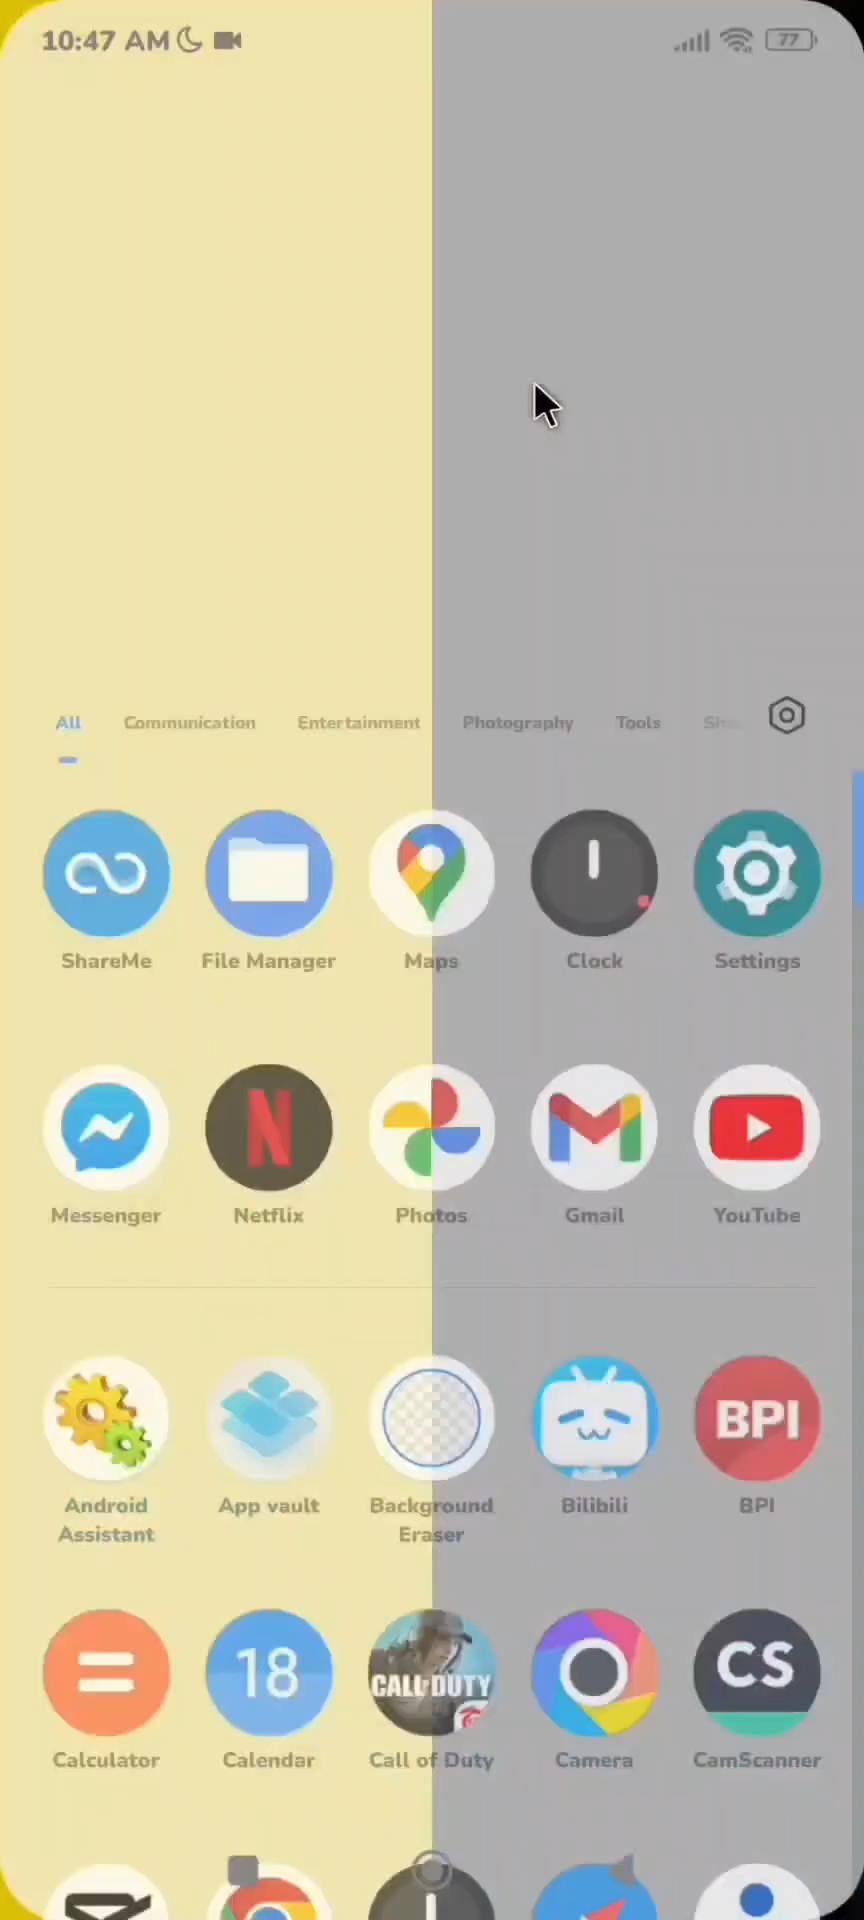 10:47 AM 77
All Communication Entertainment Photography Tools
ShareMe File Manager Maps Clock Settings
Messenger Netflix Photos Gmail YouTube
BPI
Android Assistant App vault Background Eraser Bilibili BPI
18 CALL OF DUTY CS
Calculator Calendar Call of Duty Camera CamScanner